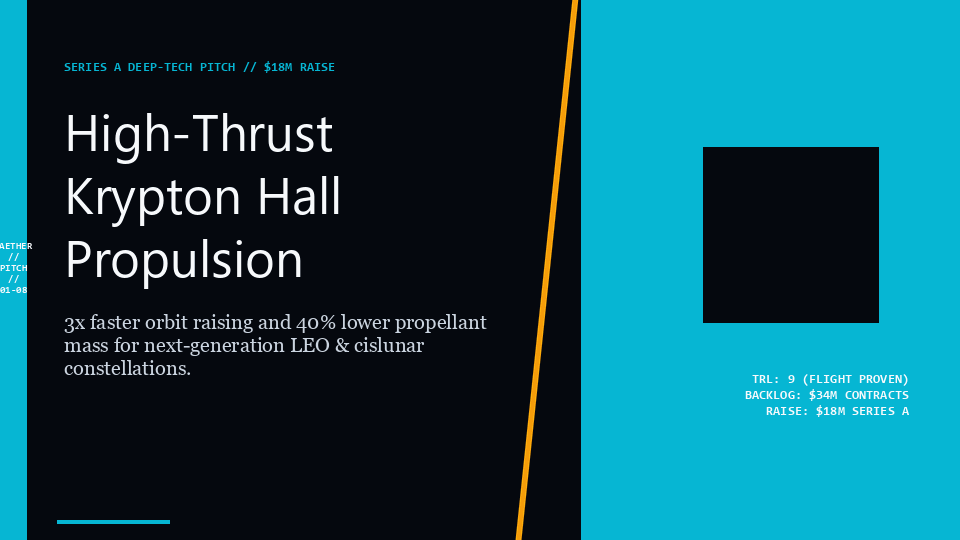 SERIES A DEEP-TECH PITCH // $18M RAISE
High-Thrust
Krypton Hall
Propulsion
3x faster orbit raising and 40% lower propellant
mass for next-generation LEO & cislunar
constellations.
AETHER
//
PITCH
//
01-08
TRL: 9 (FLIGHT PROVEN)
BACKLOG: $34M CONTRACTS
RAISE: $18M SERIES A